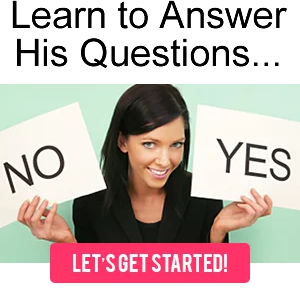 Learn to Answer
His Questions...
NO
YES
LET'S GET STARTED!